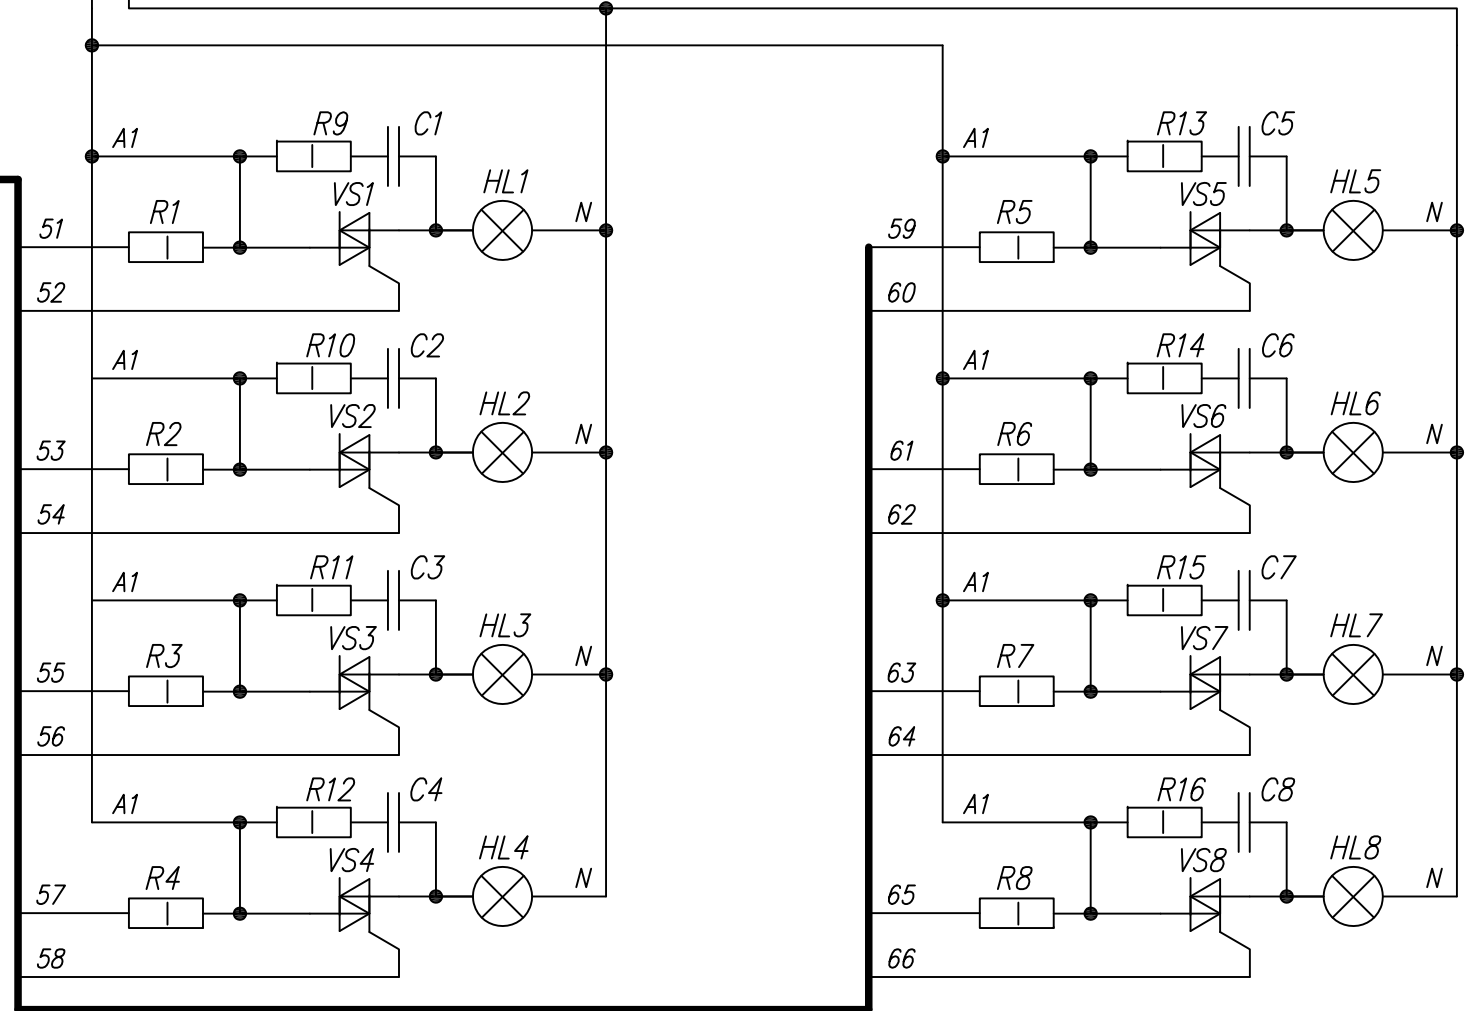 A1 R9 C1
VS1 HL1
51 R1 N
52
A1 R10 C2
VS2 HL2
53 R2 N
54
A1 R11 C3
VS3 HL3
55 R3 N
56
A1 R12 C4
VS4 HL4
57 R4 N
58
A1 R13 C5
VS5 HL5
59 R5 N
60
A1 R14 C6
VS6 HL6
61 R6 N
62
A1 R15 C7
VS7 HL7
63 R7 N
64
A1 R16 C8
VS8 HL8
65 R8 N
66